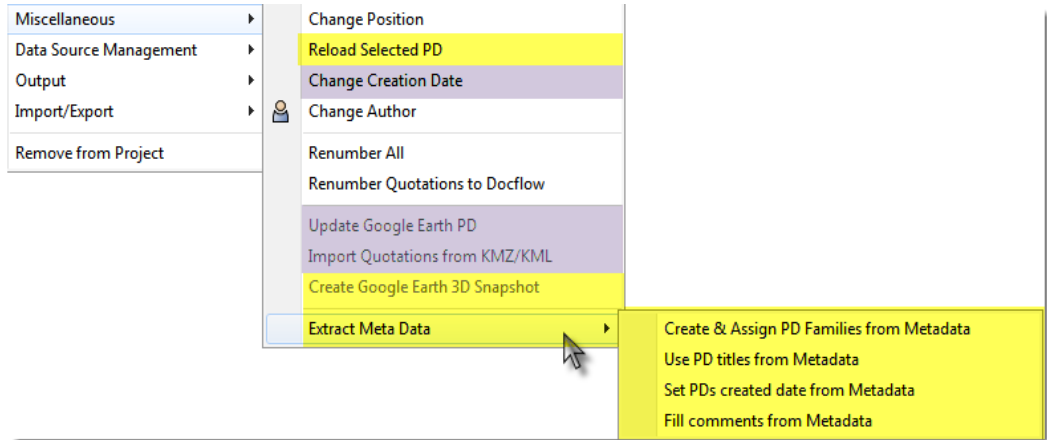 Miscellaneous
Data Source Management
Output
Import/Export
Remove from Project
Change Position
Reload Selected PD
Change Creation Date
Change Author
Renumber All
Renumber Quotations to Docflow
Update Google Earth PD
Import Quotations from KMZ/KML
Create Google Earth 3D Snapshot
Extract Meta Data
Create & Assign PD Families from Metadata
Use PD titles from Metadata
Set PDs created date from Metadata
Fill comments from Metadata